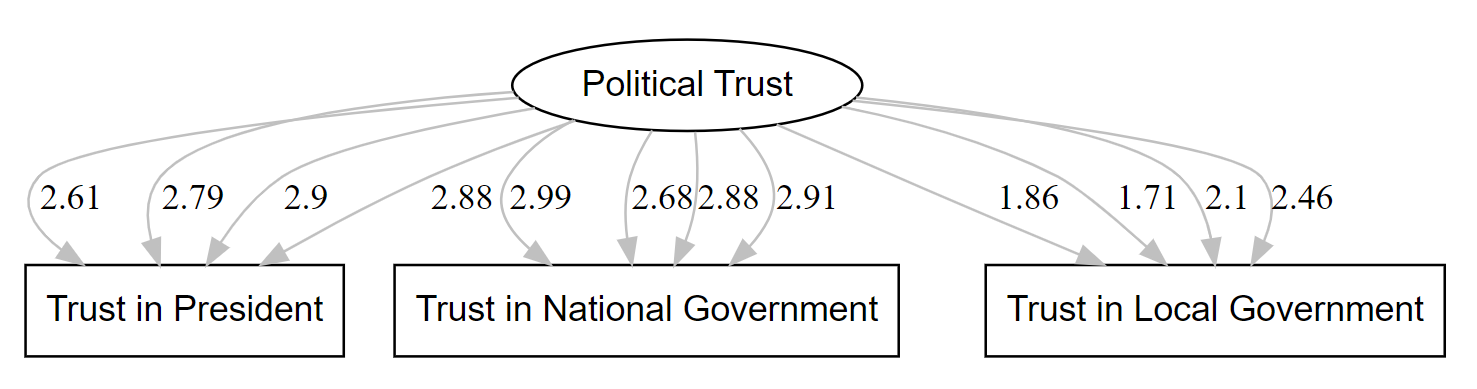 Political Trust
2.61 2.79 2.9 2.88 2.99 2.68 2.88 2.91 1.86 1.71 2.1 2.46
Trust in President Trust in National Government Trust in Local Government